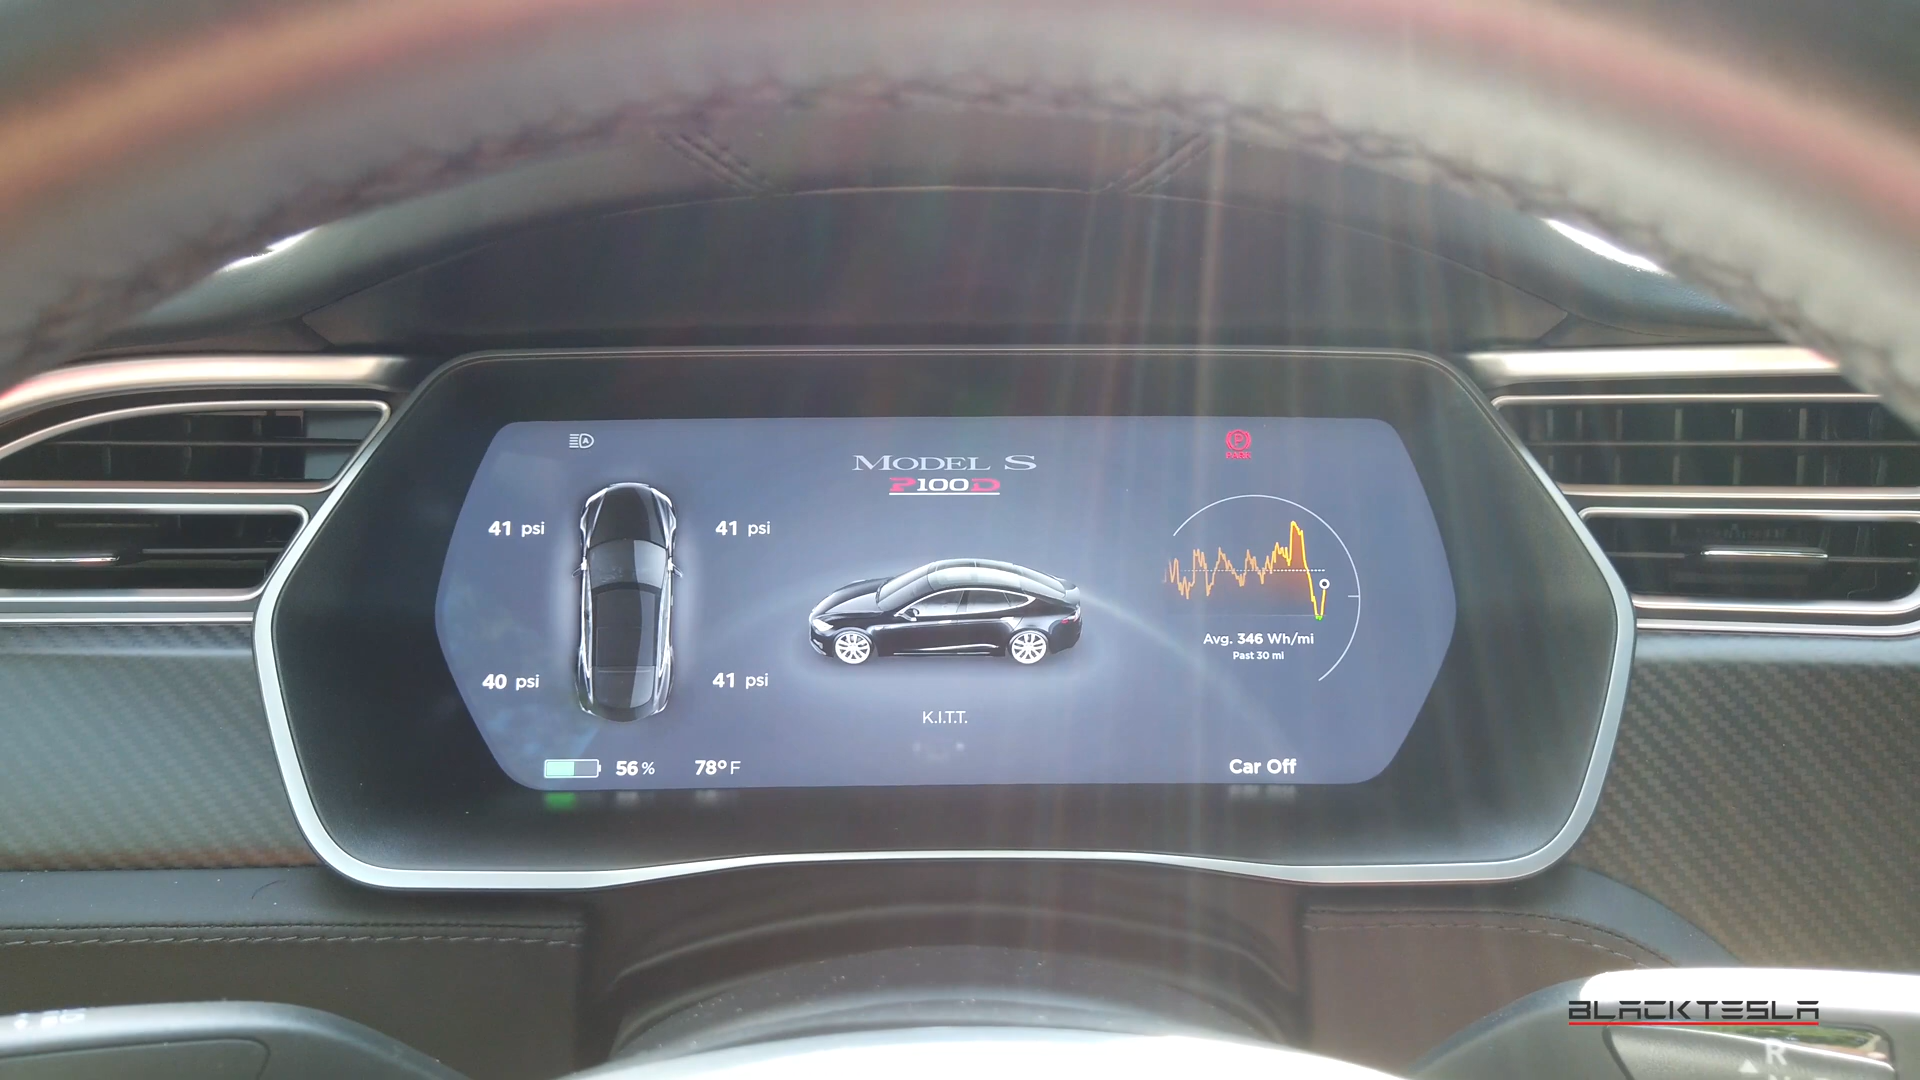 MODEL S
P100D
PARK
41 psi
41 psi
40 psi
41 psi
Avg. 346 Wh/mi
Past 30 mi
K.I.T.T.
56 %
78° F
Car Off
BLACKTESLA
R